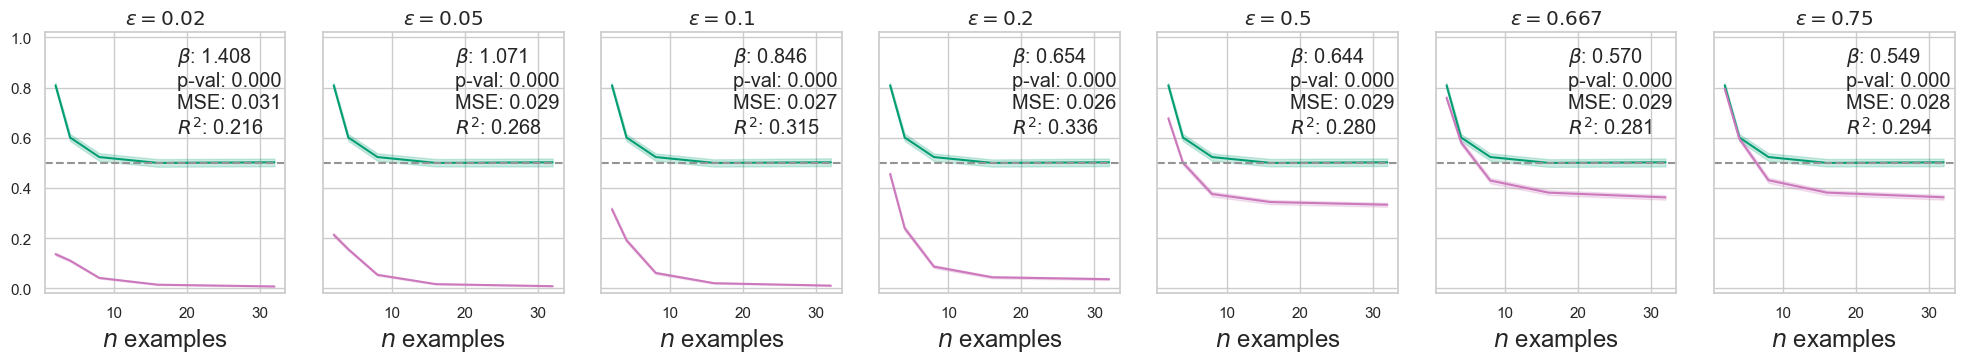 ε = 0.02
ε = 0.05
ε = 0.1
ε = 0.2
ε = 0.5
ε = 0.667
ε = 0.75
1.0
0.8
0.6
0.4
0.2
0.0
β: 1.408
p-val: 0.000
MSE: 0.031
R²: 0.216
β: 1.071
p-val: 0.000
MSE: 0.029
R²: 0.268
β: 0.846
p-val: 0.000
MSE: 0.027
R²: 0.315
β: 0.654
p-val: 0.000
MSE: 0.026
R²: 0.336
β: 0.644
p-val: 0.000
MSE: 0.029
R²: 0.280
β: 0.570
p-val: 0.000
MSE: 0.029
R²: 0.281
β: 0.549
p-val: 0.000
MSE: 0.028
R²: 0.294
10 20 30
10 20 30
10 20 30
10 20 30
10 20 30
10 20 30
10 20 30
n examples
n examples
n examples
n examples
n examples
n examples
n examples